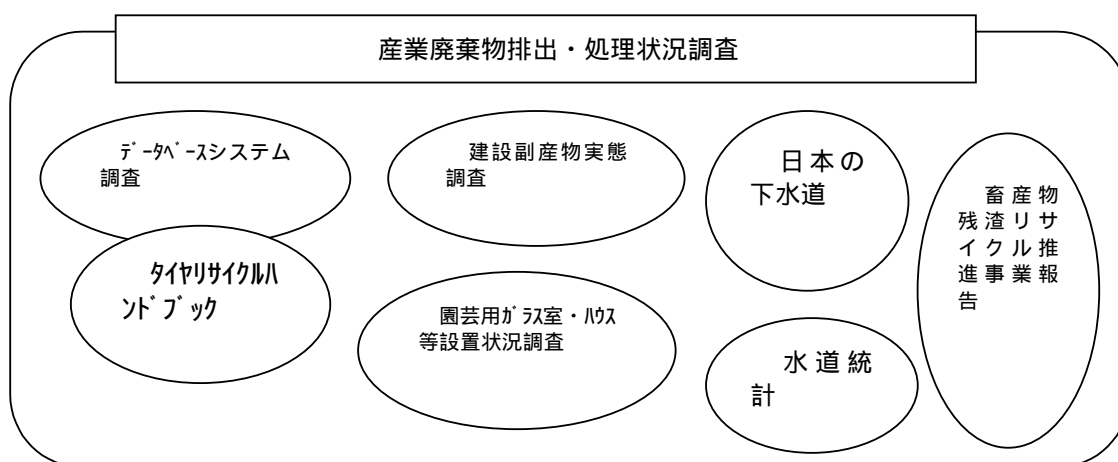 産業廃棄物排出・処理状況調査
ﾃﾞｰﾀﾍﾞｰｽシステム
調査
建設副産物実態
調査
日本の
下水道
畜産物
残渣リサ
イクル推
進事業報
告
ﾀｲﾔﾘｻｲｸﾙﾊ
ﾝﾄﾞﾌﾞｯｸ
園芸用ｶﾞﾗｽ室・ﾊｳｽ
等設置状況調査
水道統
計